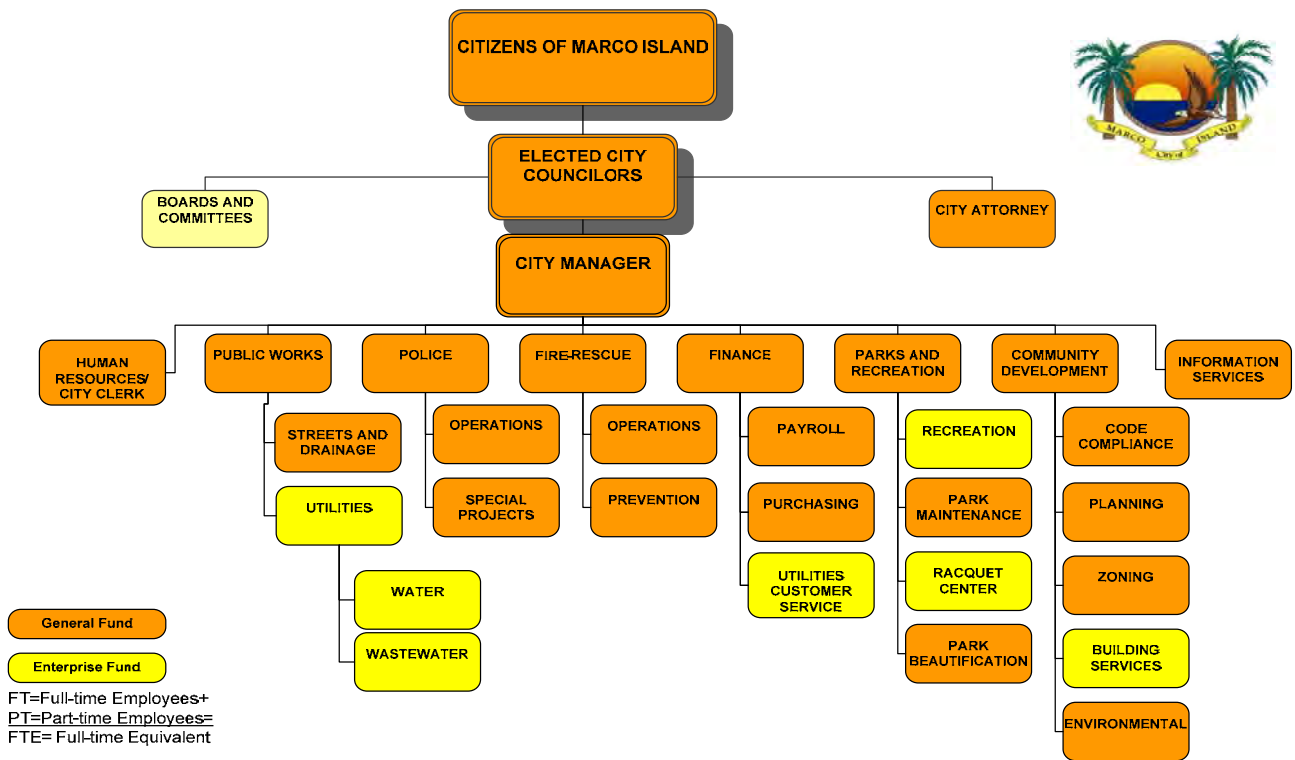 CITIZENS OF MARCO ISLAND
MARCO
City of
ISLAND
ELECTED CITY
COUNCILORS
BOARDS AND
COMMITTEES
CITY ATTORNEY
CITY MANAGER
HUMAN
RESOURCES/
CITY CLERK
PUBLIC WORKS
POLICE
FIRE-RESCUE
FINANCE
PARKS AND
RECREATION
COMMUNITY
DEVELOPMENT
INFORMATION
SERVICES
STREETS AND
DRAINAGE
OPERATIONS
OPERATIONS
PAYROLL
RECREATION
CODE
COMPLIANCE
UTILITIES
SPECIAL
PROJECTS
PREVENTION
PURCHASING
PARK
MAINTENANCE
PLANNING
WATER
UTILITIES
CUSTOMER
SERVICE
RACQUET
CENTER
ZONING
WASTEWATER
PARK
BEAUTIFICATION
BUILDING
SERVICES
ENVIRONMENTAL
General Fund
Enterprise Fund
FT=Full-time Employees+
PT=Part-time Employees=
FTE= Full-time Equivalent